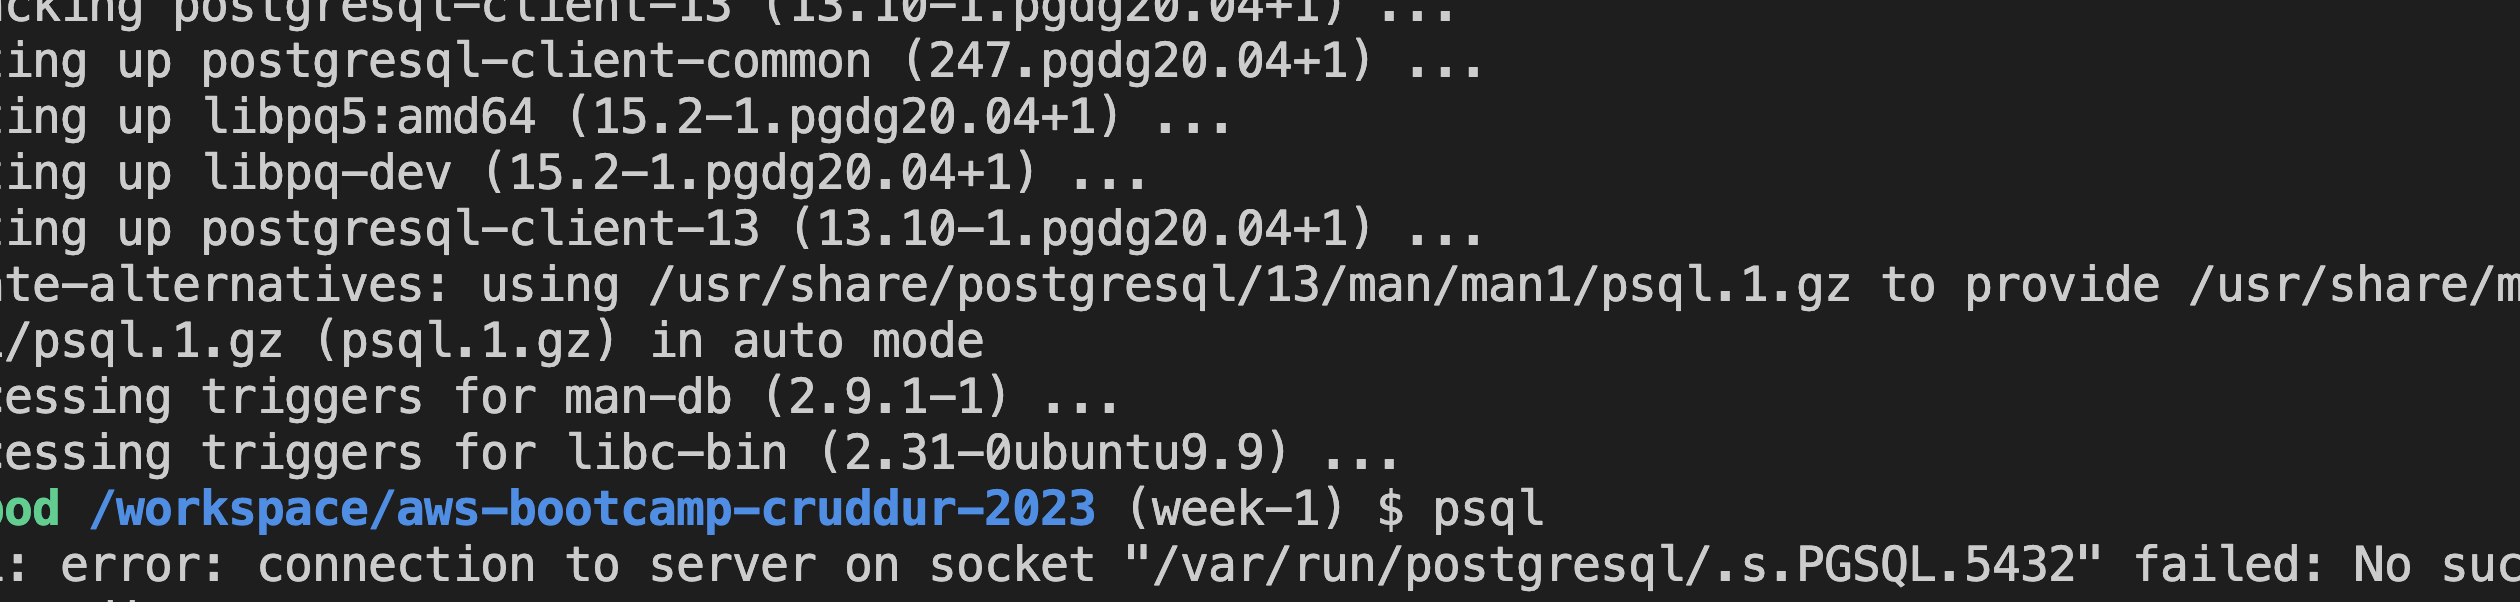 cking postgresql-client-13 (13.10-1.pgdg20.04+1) ...
ing up postgresql-client-common (247.pgdg20.04+1) ...
ing up libpq5:amd64 (15.2-1.pgdg20.04+1) ...
ing up libpq-dev (15.2-1.pgdg20.04+1) ...
ing up postgresql-client-13 (13.10-1.pgdg20.04+1) ...
te-alternatives: using /usr/share/postgresql/13/man/man1/psql.1.gz to provide /usr/share/m
/psql.1.gz (psql.1.gz) in auto mode
essing triggers for man-db (2.9.1-1) ...
essing triggers for libc-bin (2.31-0ubuntu9.9) ...
od /workspace/aws-bootcamp-cruddur-2023 (week-1) $ psql
: error: connection to server on socket "/var/run/postgresql/.s.PGSQL.5432" failed: No suc